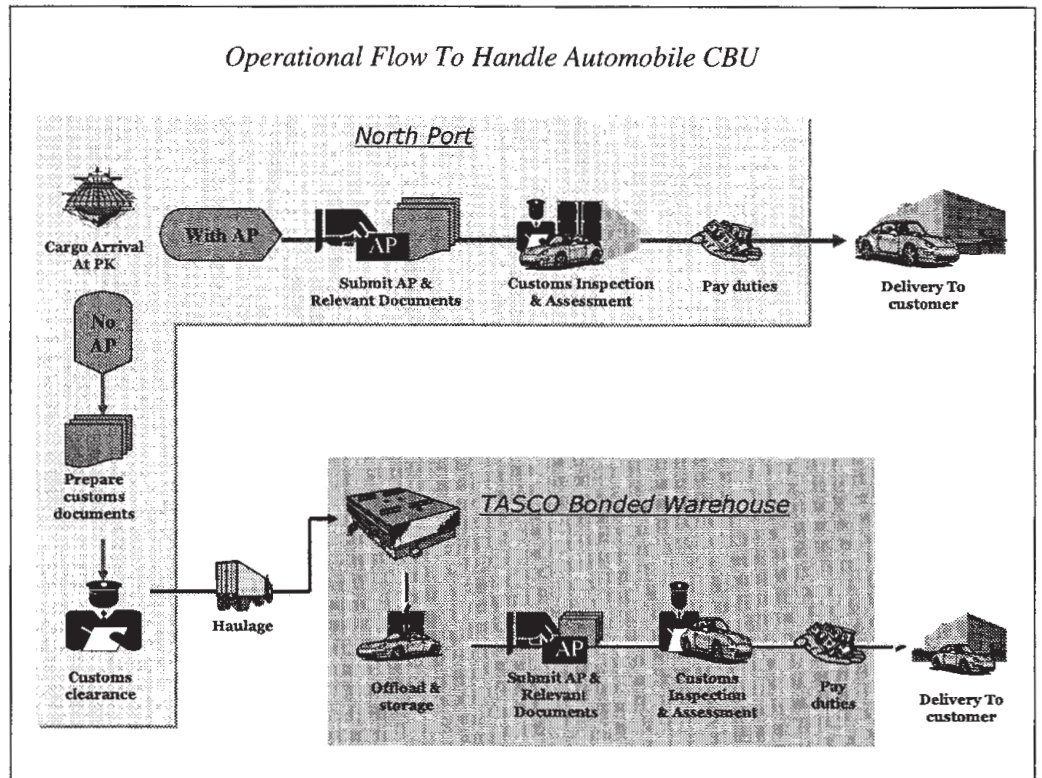 Operational Flow To Handle Automobile CBU
North Port
Cargo Arrival
At PK
With AP
AP
Submit AP &
Relevant Documents
Customs Inspection
& Assessment
Pay duties
Delivery To
customer
No
AP
Prepare
customs
documents
Customs
clearance
Haulage
TASCO Bonded Warehouse
Offload &
storage
AP
Submit AP &
Relevant
Documents
Customs
Inspection
& Assessment
Pay
duties
Delivery To
customer